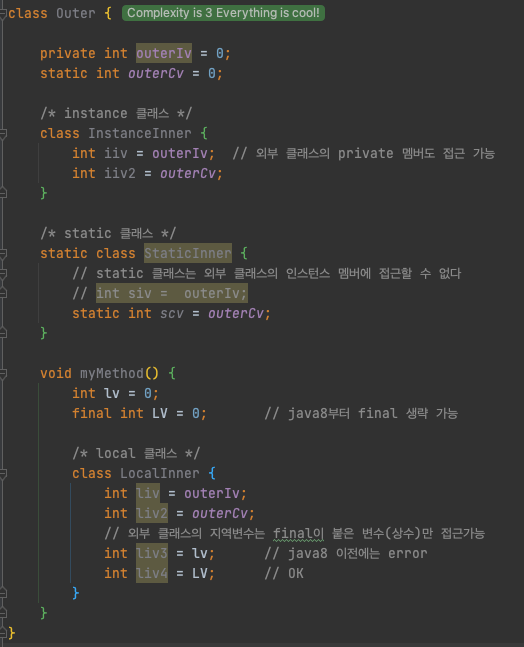 class Outer { Complexity is 3 Everything is cool!
private int outerIv = 0;
static int outerCv = 0;
/* instance 클래스 */
class InstanceInner {
int iiv = outerIv; // 외부 클래스의 private 멤버도 접근 가능
int iiv2 = outerCv;
}
/* static 클래스 */
static class StaticInner {
// static 클래스는 외부 클래스의 인스턴스 멤버에 접근할 수 없다
// int siv = outerIv;
static int scv = outerCv;
}
void myMethod() {
int lv = 0;
final int LV = 0; // java8부터 final 생략 가능
/* local 클래스 */
class LocalInner {
int liv = outerIv;
int liv2 = outerCv;
// 외부 클래스의 지역변수는 final이 붙은 변수(상수)만 접근가능
int liv3 = lv; // java8 이전에는 error
int liv4 = LV; // OK
}
}
}